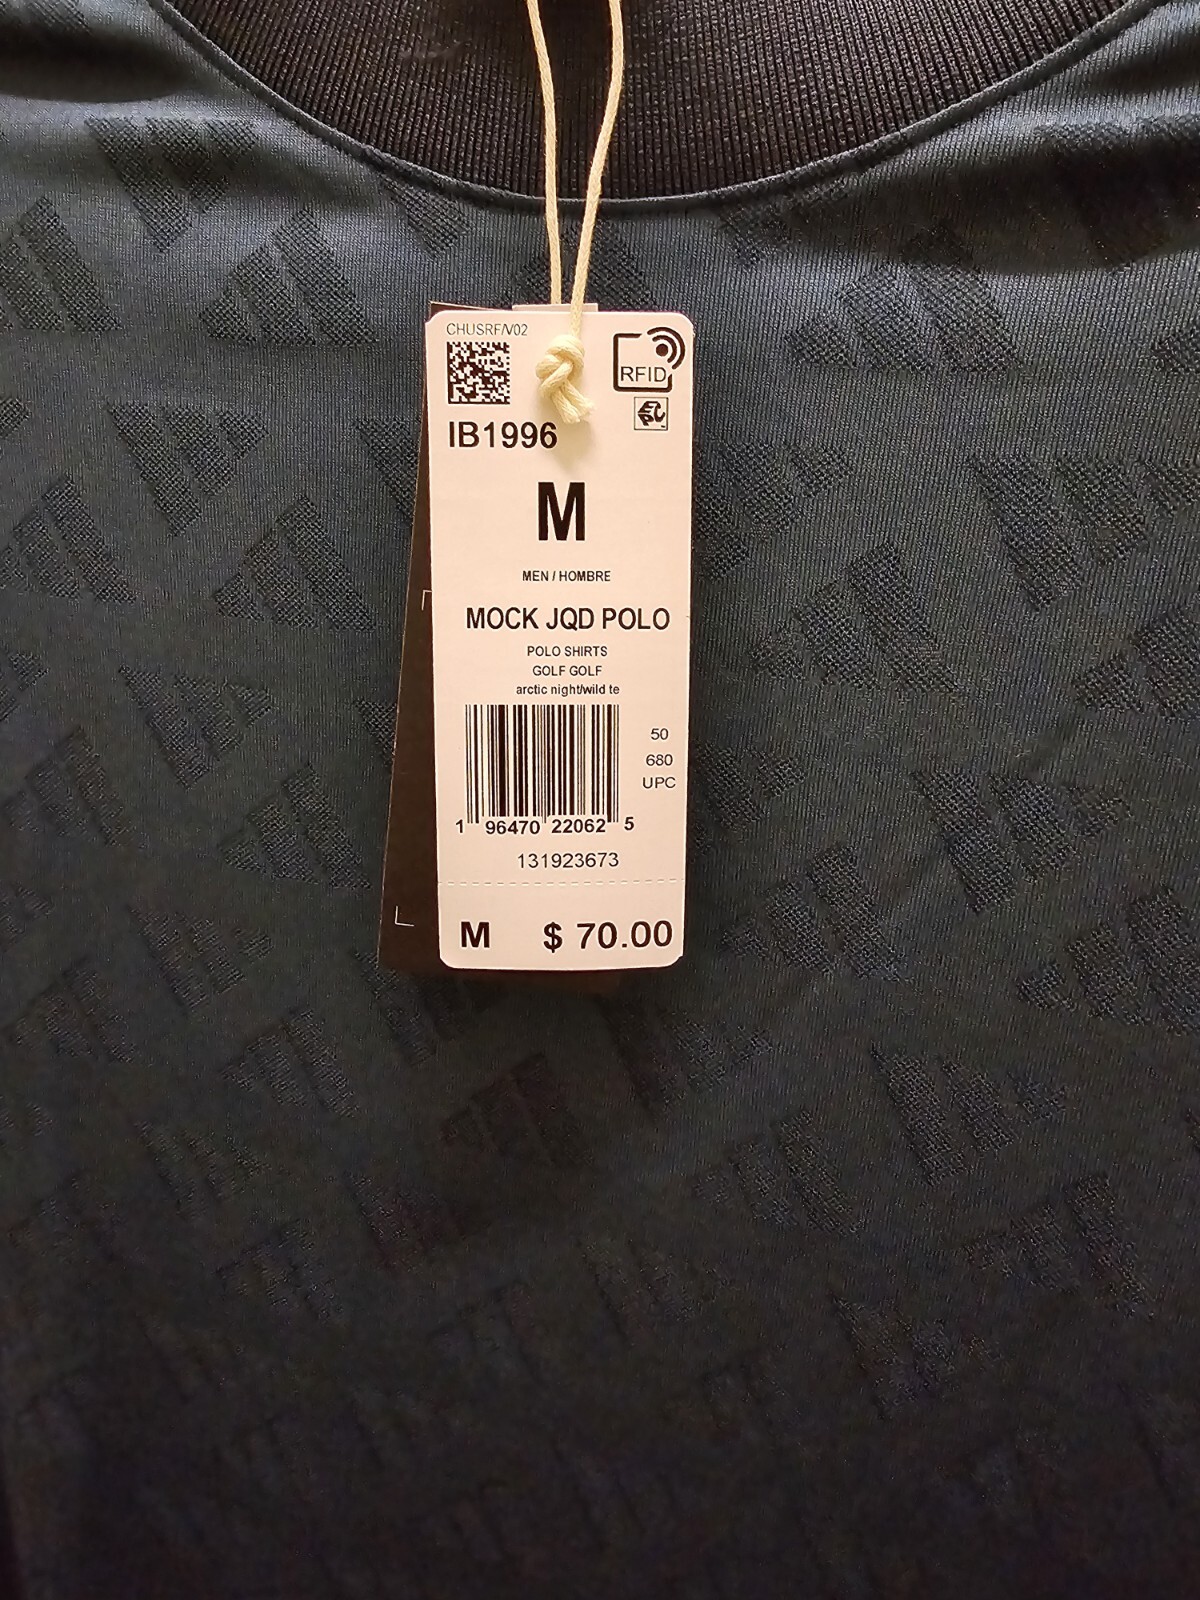 CHUSRF/V02
RFID
EPC
IB1996
M
MEN / HOMBRE
MOCK JQD POLO
POLO SHIRTS
GOLF GOLF
arctic night/wild te
50
680
UPC
1 96470 22062 5
131923673
M $ 70.00